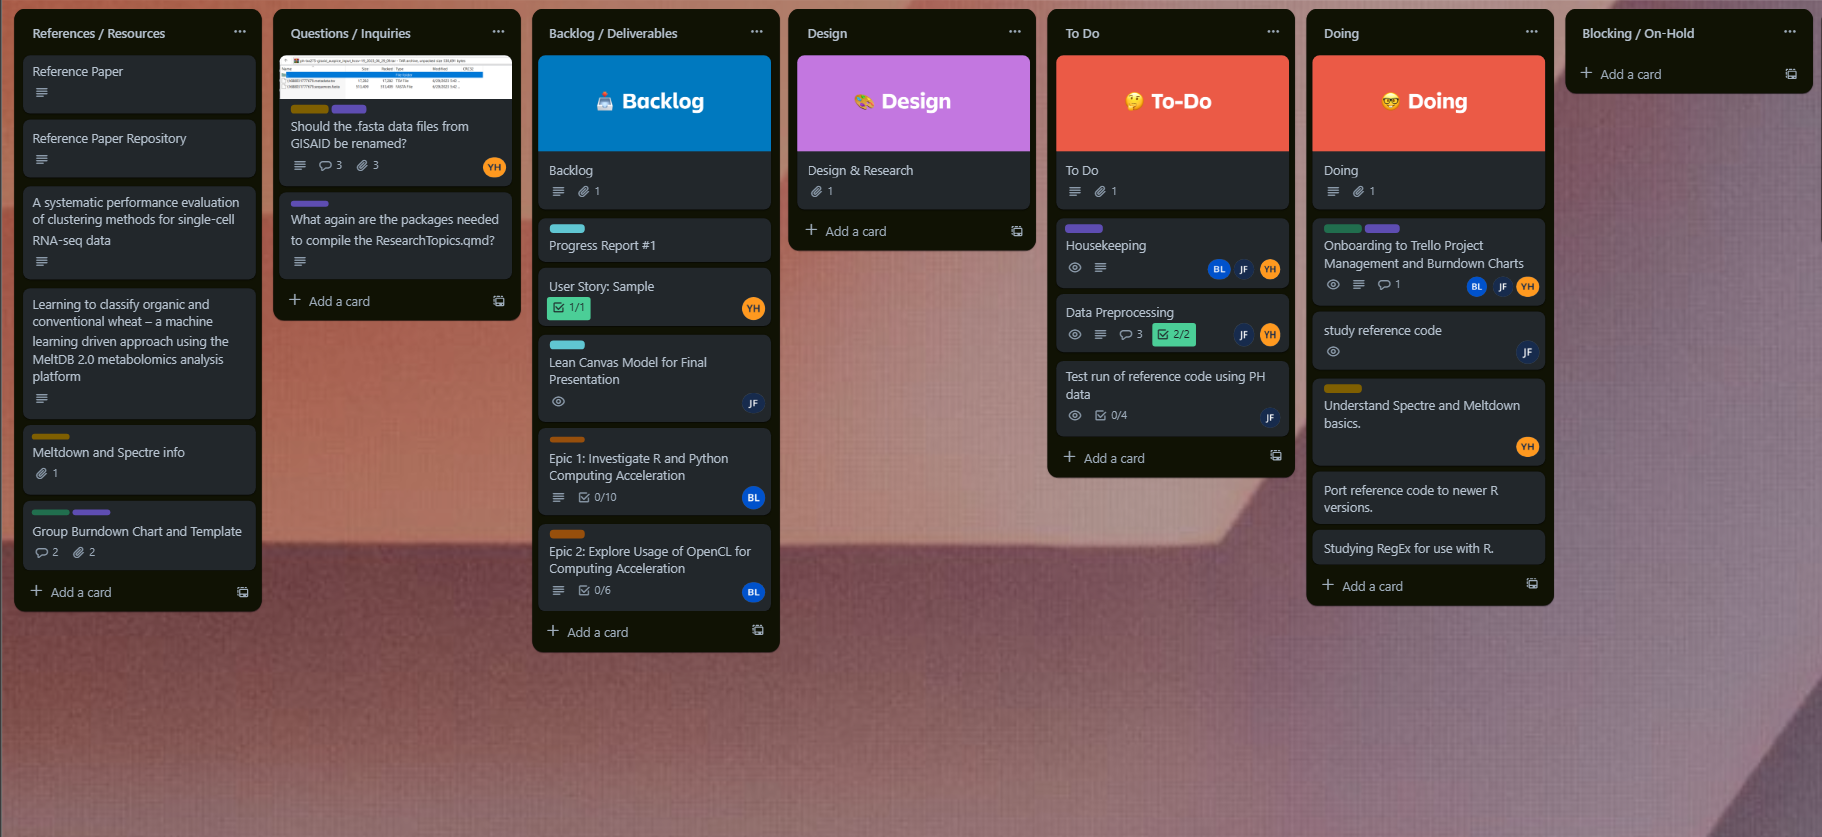 References / Resources
Reference Paper
Reference Paper Repository
A systematic performance evaluation
of clustering methods for single-cell
RNA-seq data
Learning to classify organic and
conventional wheat – a machine
learning driven approach using the
MeltDB 2.0 metabolomics analysis
platform
Meltdown and Spectre info
1
Group Burndown Chart and Template
2 2
Add a card
Questions / Inquiries
Should the .fasta data files from
GISAID be renamed?
3 3 YH
What again are the packages needed
to compile the ResearchTopics.qmd?
Add a card
Backlog / Deliverables
Backlog
Backlog
1
Progress Report #1
User Story: Sample
1/1 YH
Lean Canvas Model for Final
Presentation
JF
Epic 1: Investigate R and Python
Computing Acceleration
0/10 BL
Epic 2: Explore Usage of OpenCL for
Computing Acceleration
0/6 BL
Add a card
Design
Design
Design & Research
1
Add a card
To Do
To-Do
To Do
1
Housekeeping
BL JF YH
Data Preprocessing
3 2/2 JF YH
Test run of reference code using PH
data
0/4 JF
Add a card
Doing
Doing
Doing
1
Onboarding to Trello Project
Management and Burndown Charts
1 BL JF YH
study reference code
JF
Understand Spectre and Meltdown
basics.
YH
Port reference code to newer R
versions.
Studying RegEx for use with R.
Add a card
Blocking / On-Hold
Add a card